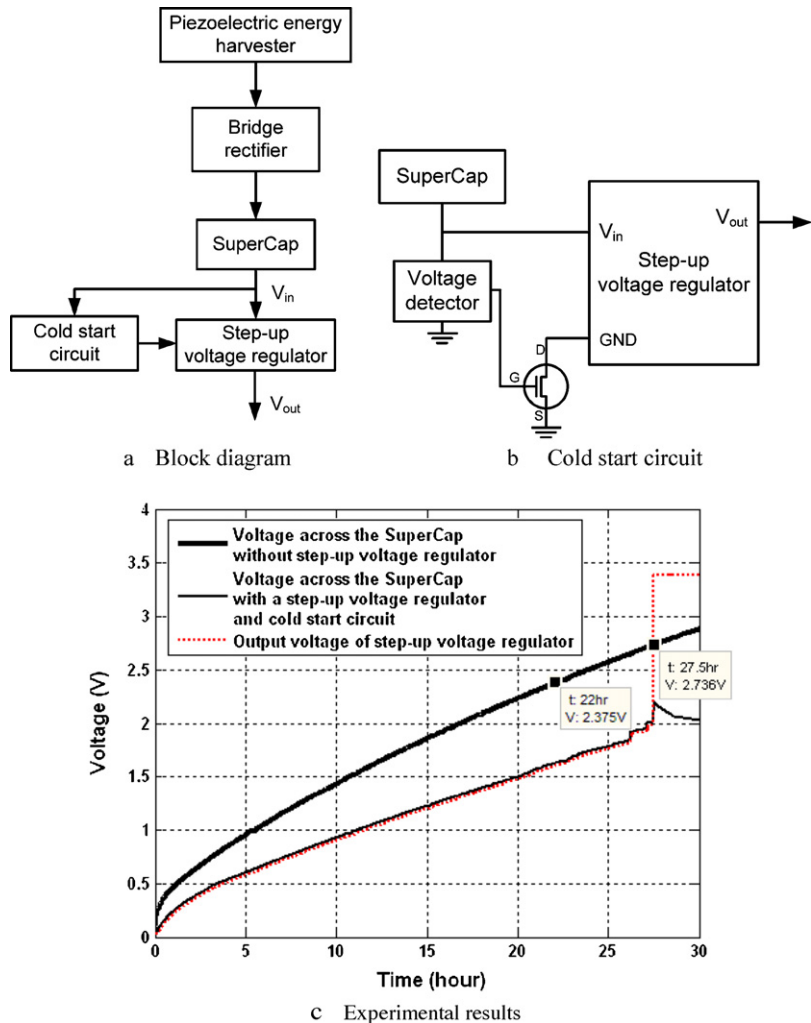 Piezoelectric energy
harvester
Bridge
rectifier
SuperCap
V_in
Cold start
circuit
Step-up
voltage regulator
V_out
a Block diagram
SuperCap
Voltage
detector
G
D
S
V_in
V_out
Step-up
voltage regulator
GND
b Cold start circuit
Voltage across the SuperCap
without step-up voltage regulator
Voltage across the SuperCap
with a step-up voltage regulator
and cold start circuit
Output voltage of step-up voltage regulator
t: 22hr
V: 2.375V
t: 27.5hr
V: 2.736V
Voltage (V)
4
3.5
3
2.5
2
1.5
1
0.5
0
0 5 10 15 20 25 30
Time (hour)
c Experimental results